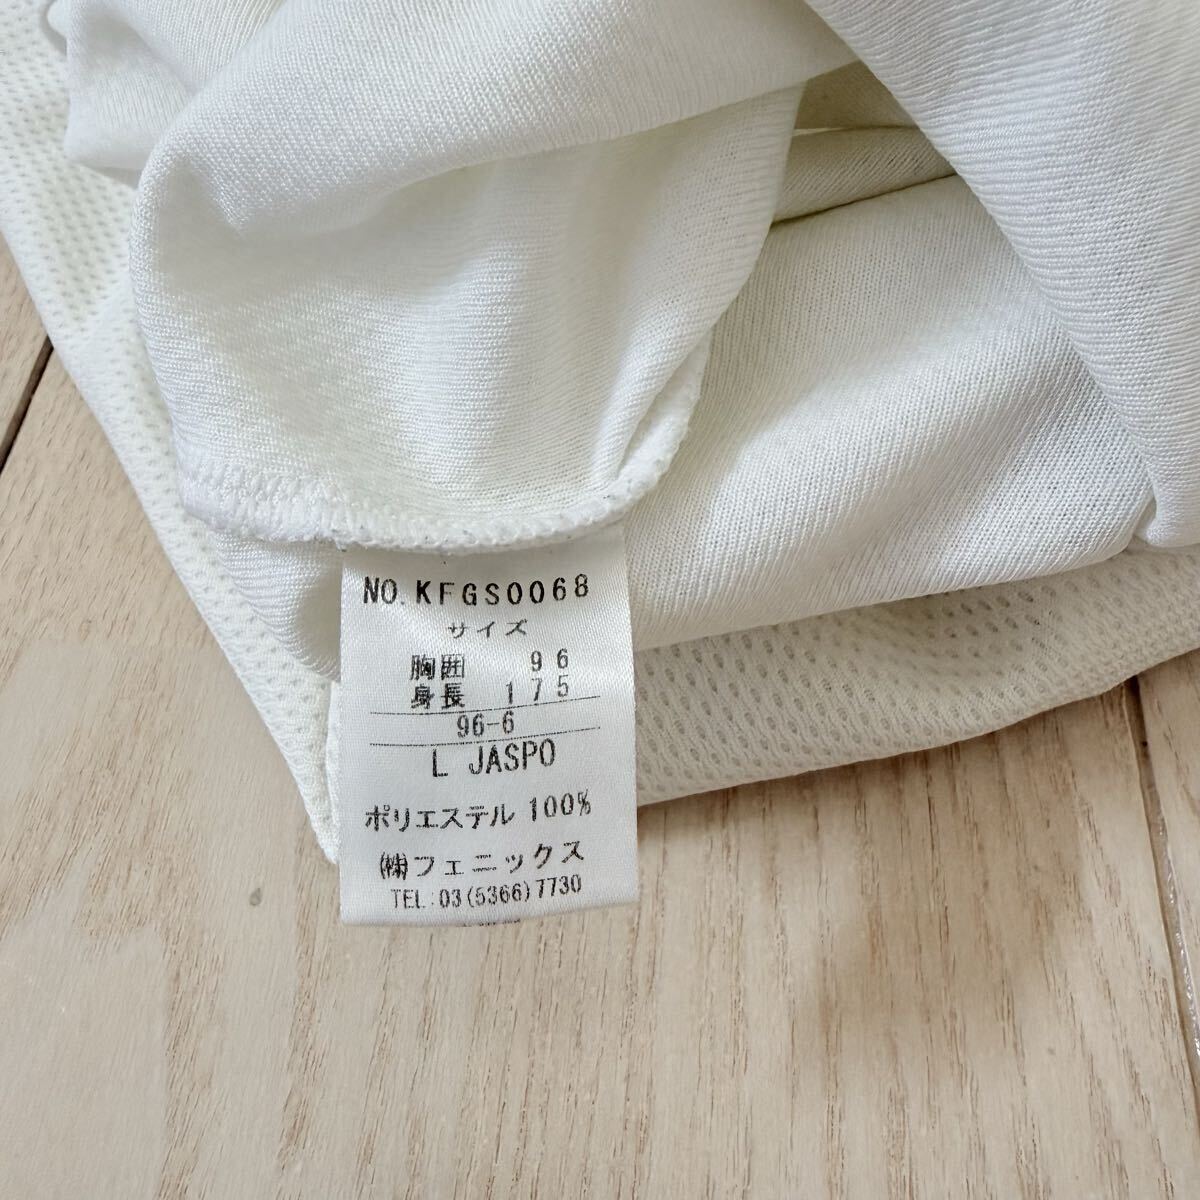 NO. KFGS0068
サイズ
胸囲 96
身長 175
96-6
L JASPO
ポリエステル 100%
㈱フェニックス
TEL:03(5366)7730